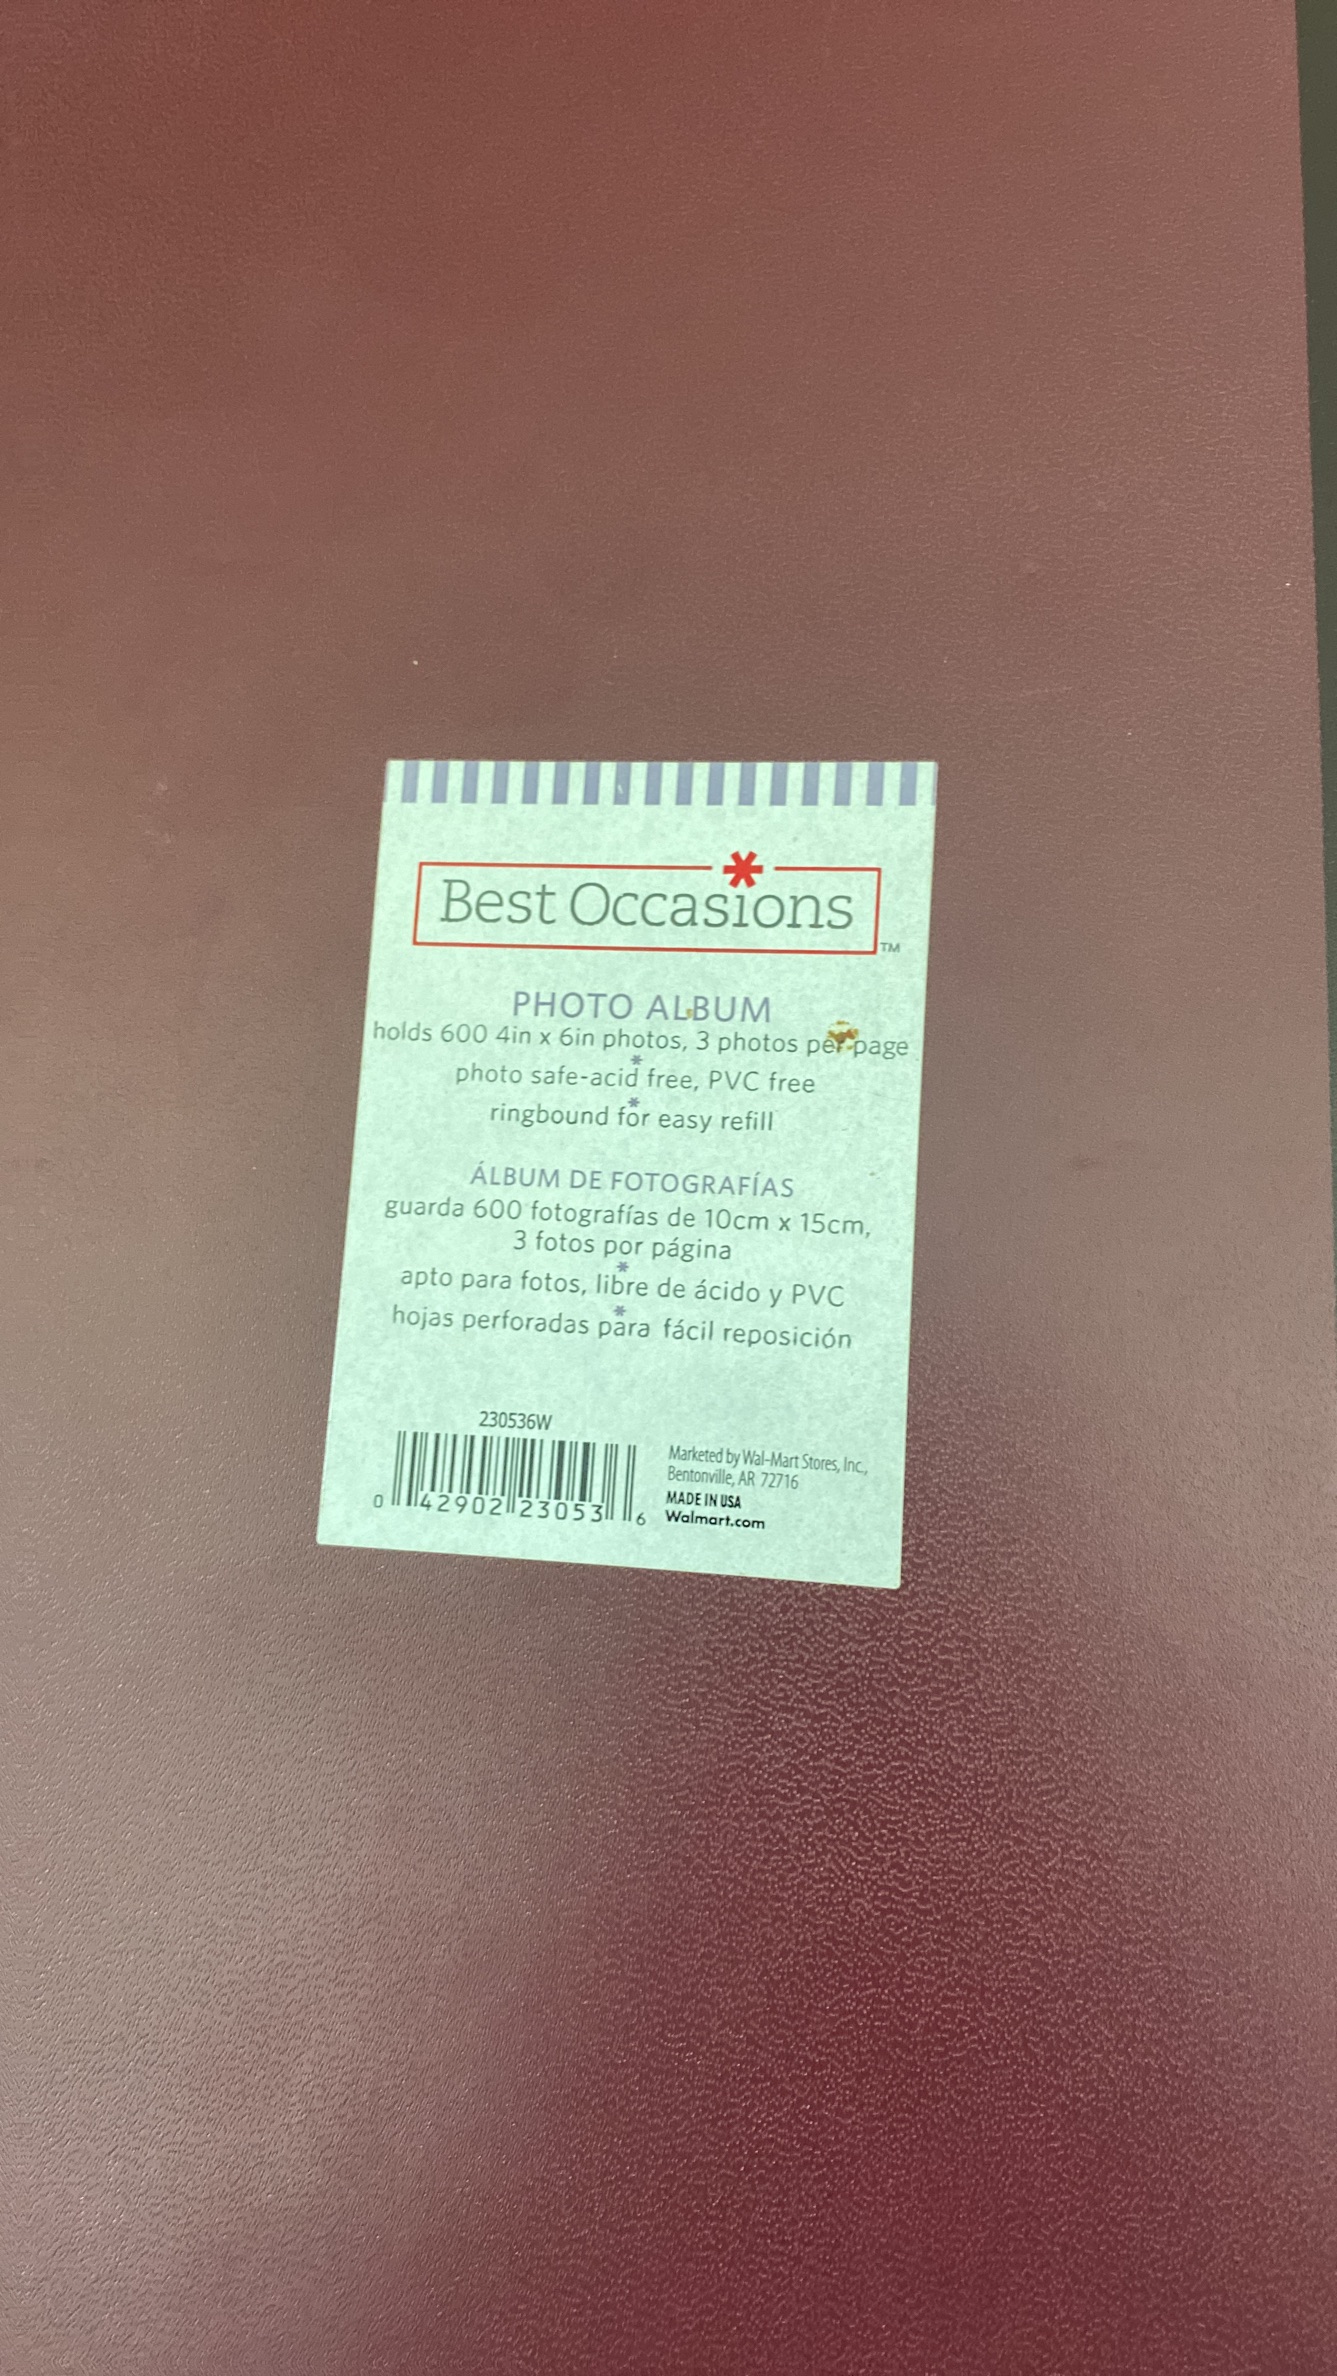 Best Occasions™
PHOTO ALBUM
holds 600 4in x 6in photos, 3 photos per page
*
photo safe-acid free, PVC free
*
ringbound for easy refill
ÁLBUM DE FOTOGRAFÍAS
guarda 600 fotografías de 10cm x 15cm,
3 fotos por página
*
apto para fotos, libre de ácido y PVC
*
hojas perforadas para fácil reposición
230536W
0 42902 23053 6
Marketed by Wal-Mart Stores, Inc.,
Bentonville, AR 72716
MADE IN USA
Walmart.com